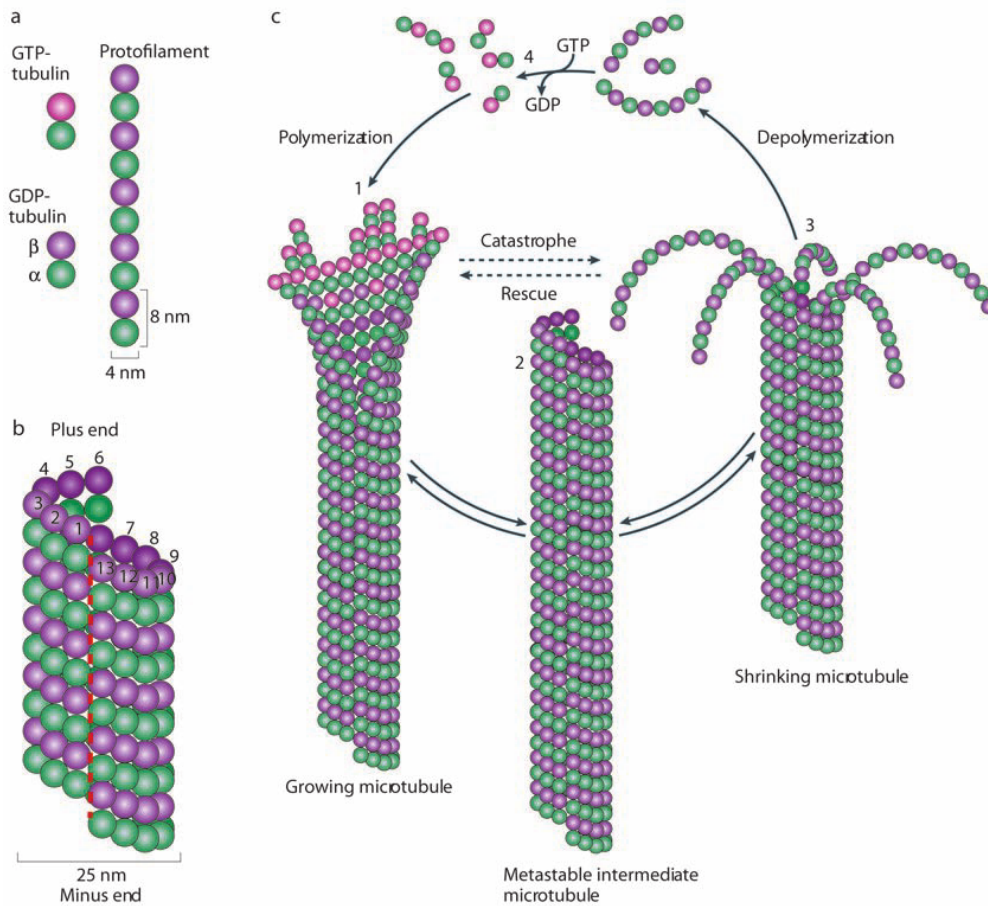 a
GTP-
tubulin
Protofilament
GDP-
tubulin
β
α
8 nm
4 nm
b
Plus end
4
5
6
3
2
1
7
8
9
13
12
11
10
25 nm
Minus end
c
4
GTP
GDP
Polymerization
Depolymerization
1
Catastrophe
Rescue
3
2
Growing microtubule
Shrinking microtubule
Metastable intermediate
microtubule